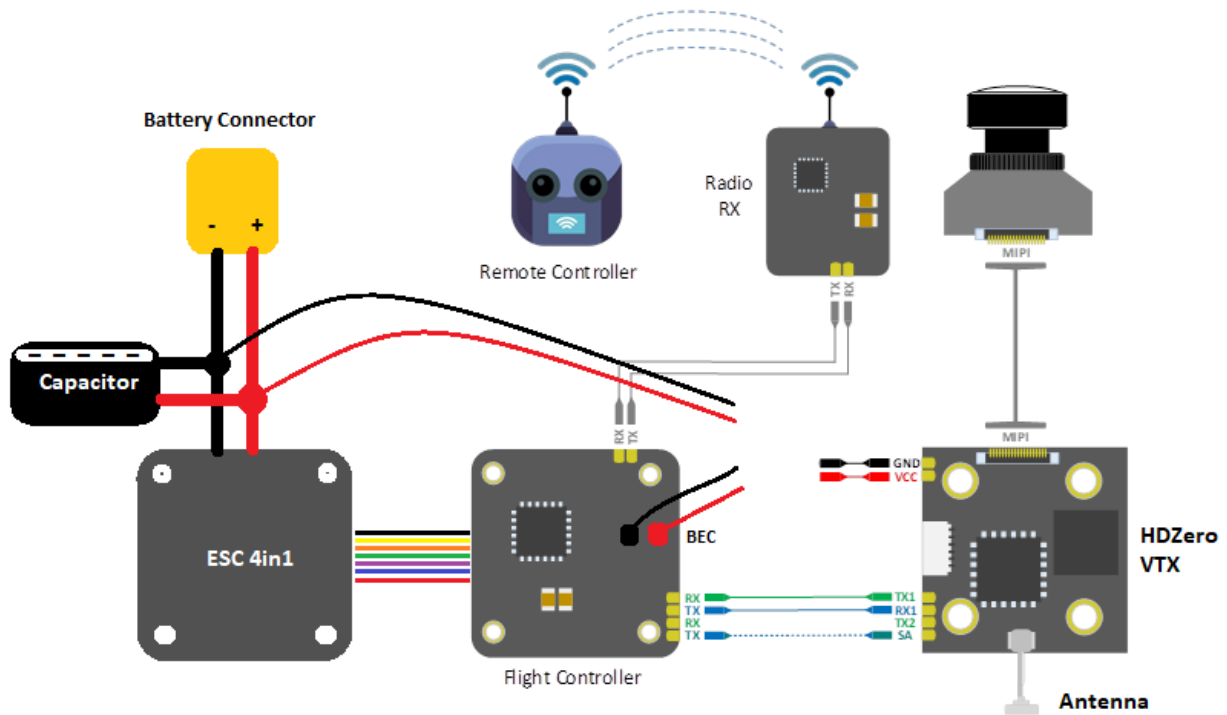 Battery Connector
- +
Capacitor
ESC 4in1
Remote Controller
Radio
RX
TX
RX
MIPI
MIPI
RX
TX
BEC
Flight Controller
RX
TX
RX
TX
GND
VCC
TX1
RX1
TX2
SA
HDZero
VTX
Antenna